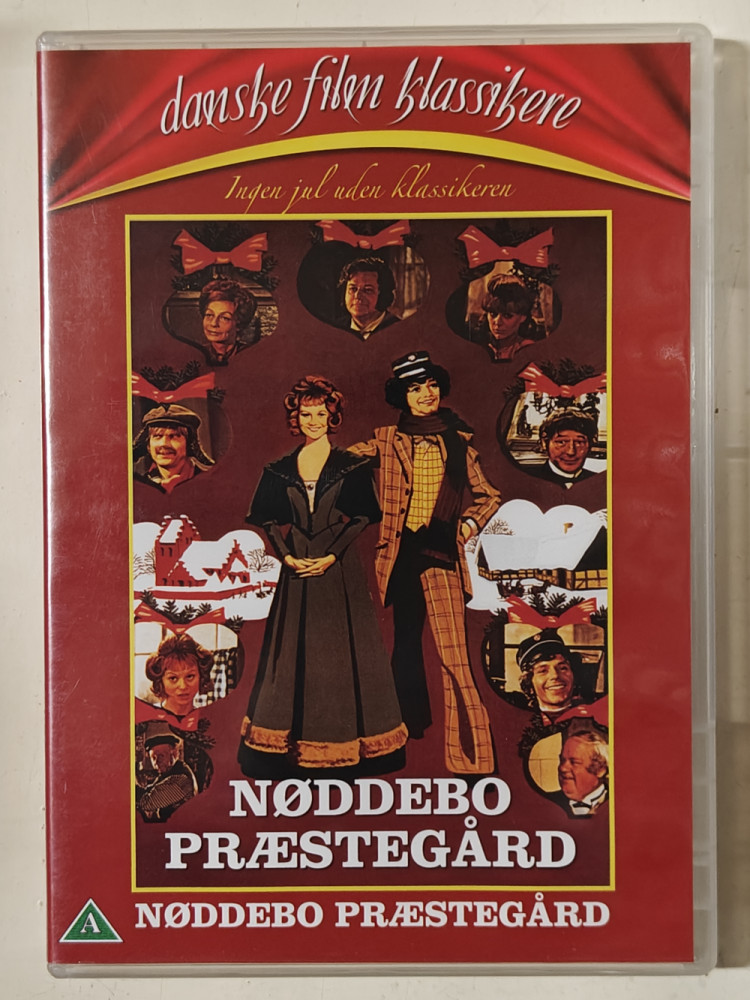 danske film klassikere
Ingen jul uden klassikeren
NØDDEBO
PRÆSTEGÅRD
A
NØDDEBO PRÆSTEGÅRD